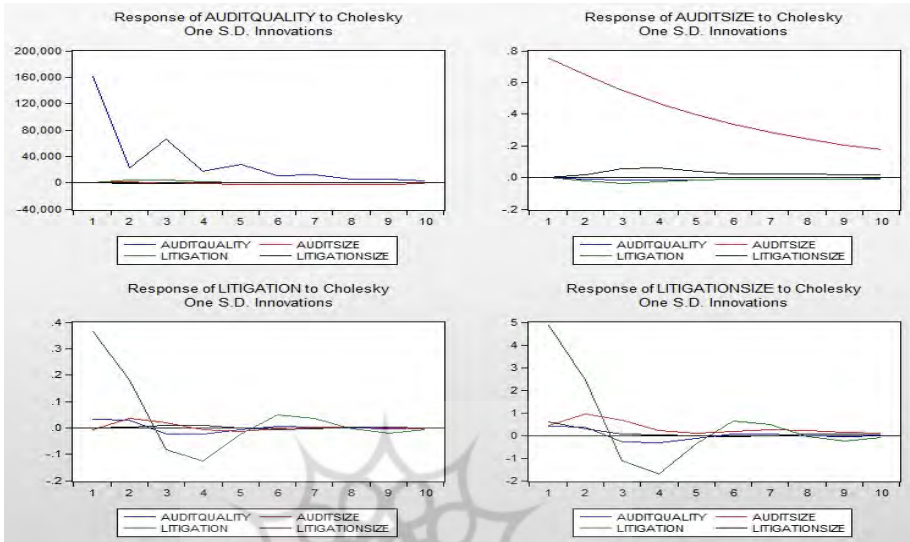 Response of AUDITQUALITY to Cholesky
One S.D. Innovations
200,000
160,000
120,000
80,000
40,000
0
-40,000
1 2 3 4 5 6 7 8 9 10
AUDITQUALITY AUDITSIZE
LITIGATION LITIGATIONSIZE
Response of AUDITSIZE to Cholesky
One S.D. Innovations
.8
.6
.4
.2
.0
-.2
1 2 3 4 5 6 7 8 9 10
AUDITQUALITY AUDITSIZE
LITIGATION LITIGATIONSIZE
Response of LITIGATION to Cholesky
One S.D. Innovations
.4
.3
.2
.1
.0
-.1
-.2
1 2 3 4 5 6 7 8 9 10
AUDITQUALITY AUDITSIZE
LITIGATION LITIGATIONSIZE
Response of LITIGATIONSIZE to Cholesky
One S.D. Innovations
5
4
3
2
1
0
-1
-2
1 2 3 4 5 6 7 8 9 10
AUDITQUALITY AUDITSIZE
LITIGATION LITIGATIONSIZE